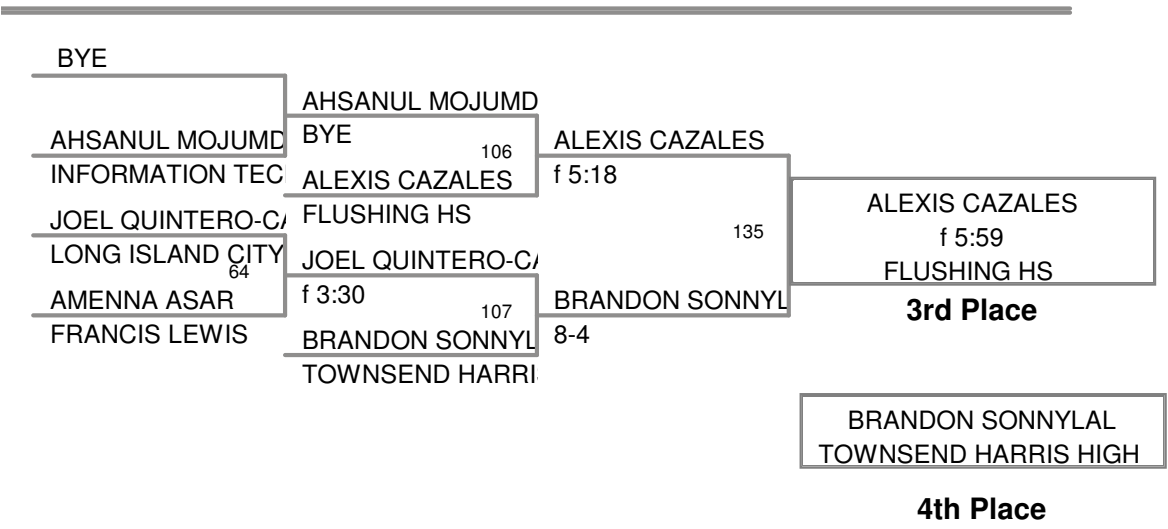 BYE
AHSANUL MOJUMD
INFORMATION TEC
JOEL QUINTERO-CA
LONG ISLAND CITY
64
AMENNA ASAR
FRANCIS LEWIS
AHSANUL MOJUMD
BYE
106
ALEXIS CAZALES
FLUSHING HS
JOEL QUINTERO-CA
f 3:30
107
BRANDON SONNYL
TOWNSEND HARRI
ALEXIS CAZALES
f 5:18
135
BRANDON SONNYL
8-4
ALEXIS CAZALES
f 5:59
FLUSHING HS
3rd Place
BRANDON SONNYLAL
TOWNSEND HARRIS HIGH
4th Place